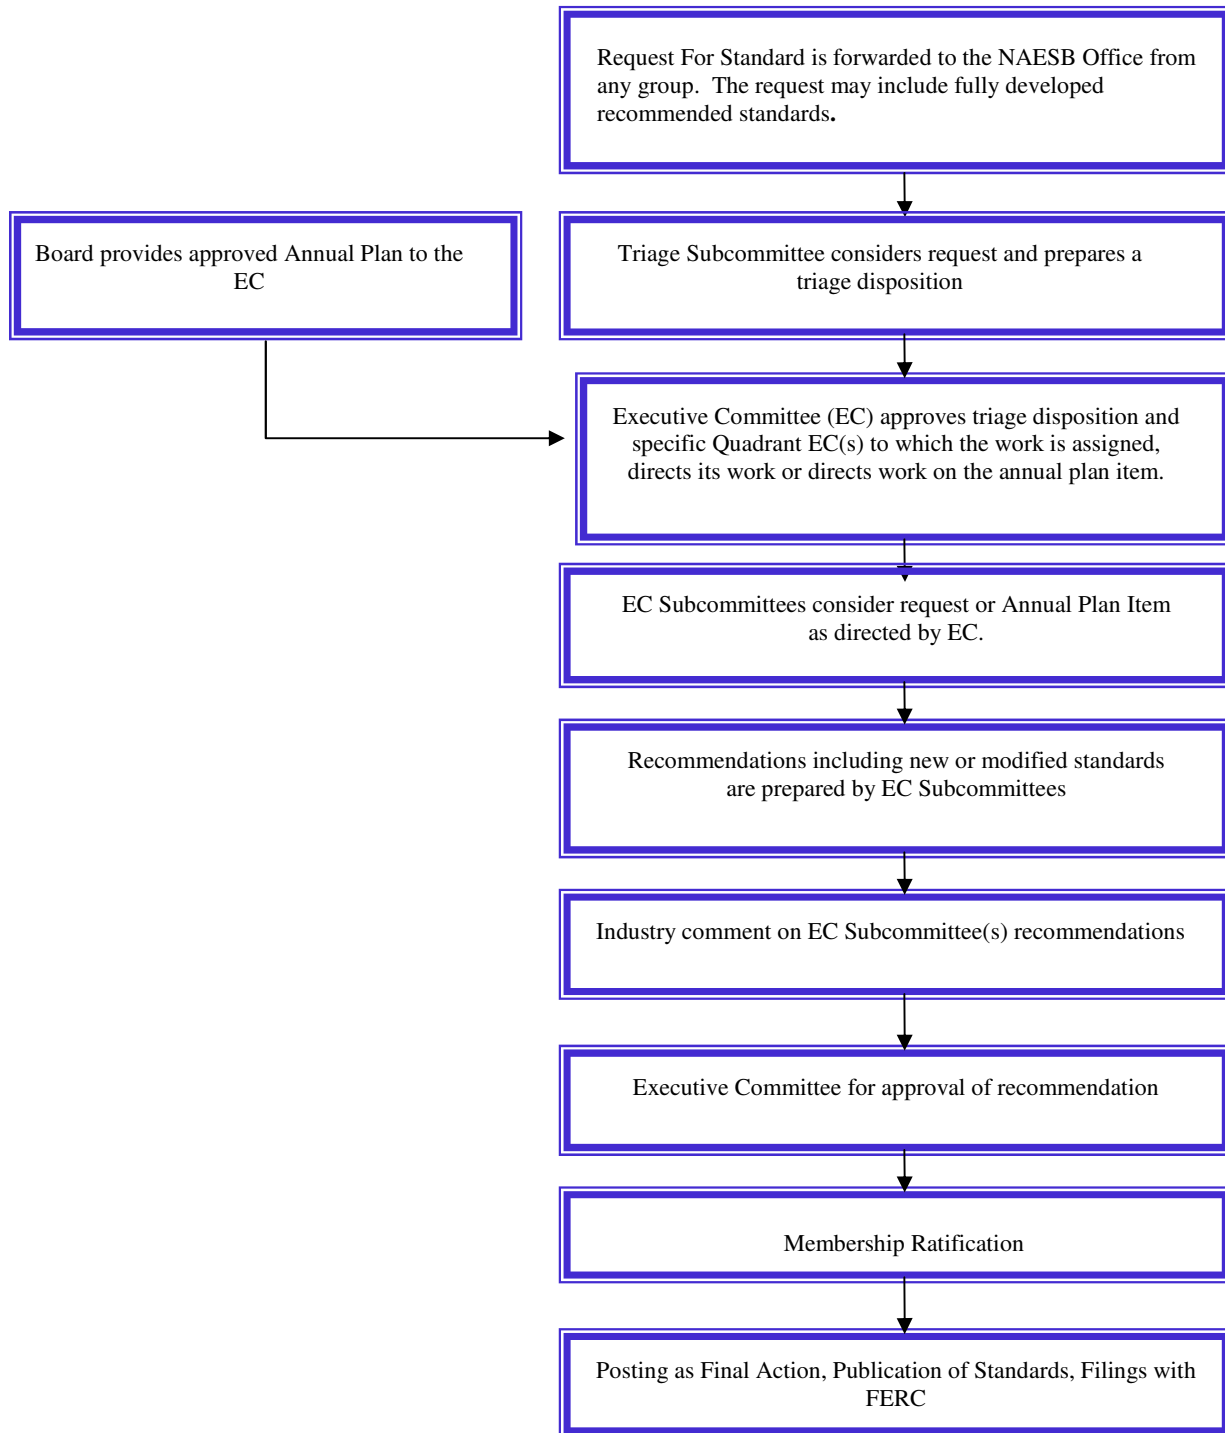 Request For Standard is forwarded to the NAESB Office from
any group.  The request may include fully developed
recommended standards.
Board provides approved Annual Plan to the
EC
Triage Subcommittee considers request and prepares a
triage disposition
Executive Committee (EC) approves triage disposition and
specific Quadrant EC(s) to which the work is assigned,
directs its work or directs work on the annual plan item.
EC Subcommittees consider request or Annual Plan Item
as directed by EC.
Recommendations including new or modified standards
are prepared by EC Subcommittees
Industry comment on EC Subcommittee(s) recommendations
Executive Committee for approval of recommendation
Membership Ratification
Posting as Final Action, Publication of Standards, Filings with
FERC